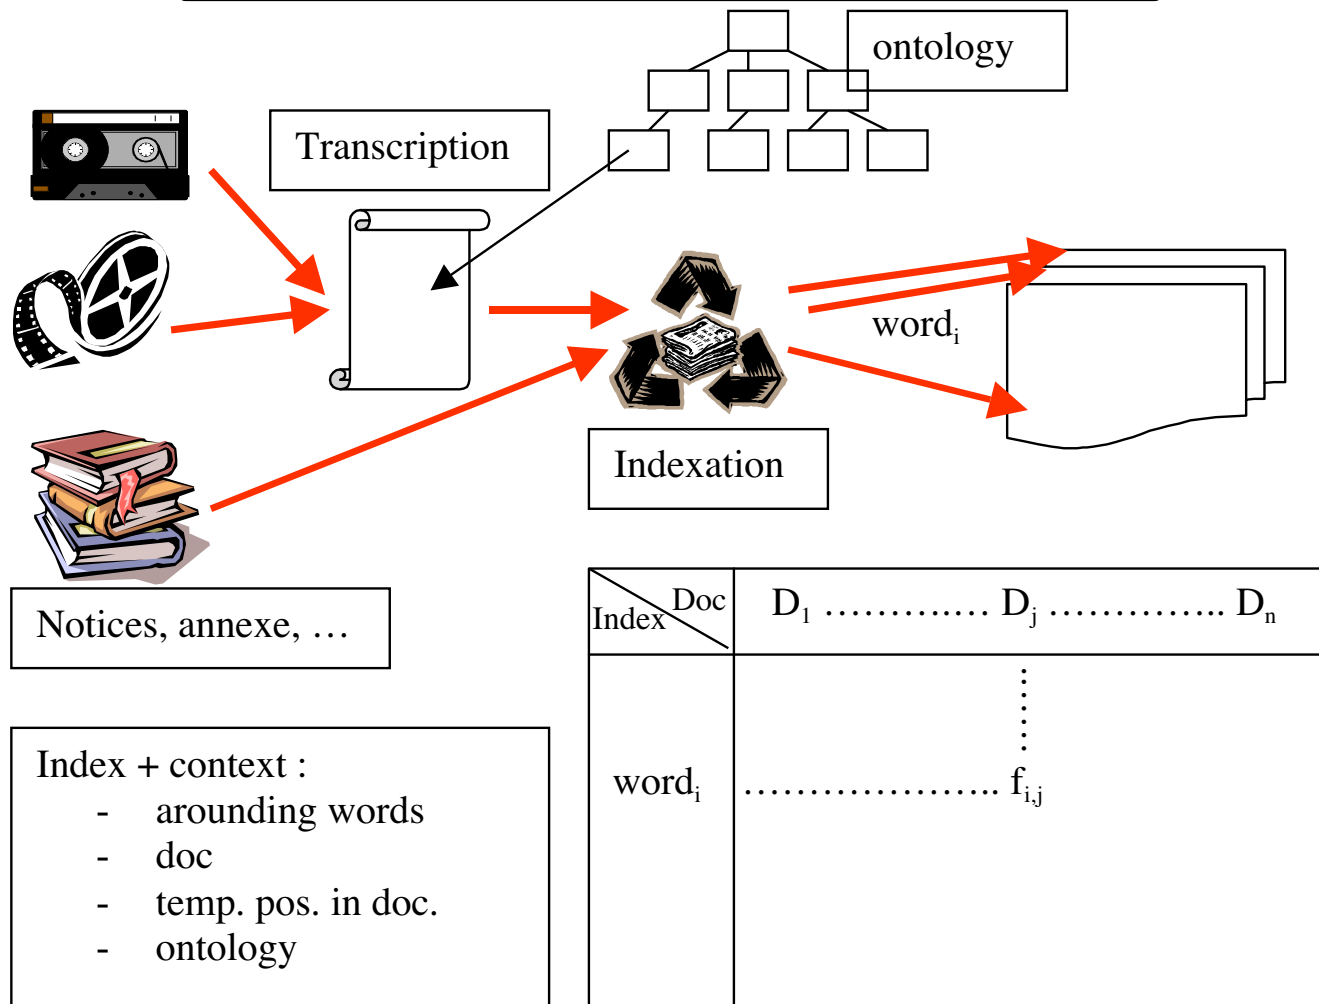 ontology
Transcription
word_i
Indexation
Notices, annexe, …
Index + context :
- arounding words
- doc
- temp. pos. in doc.
- ontology
Index Doc D_1 ………..… D_j ………….. D_n
word_i ………………….. f_i,j